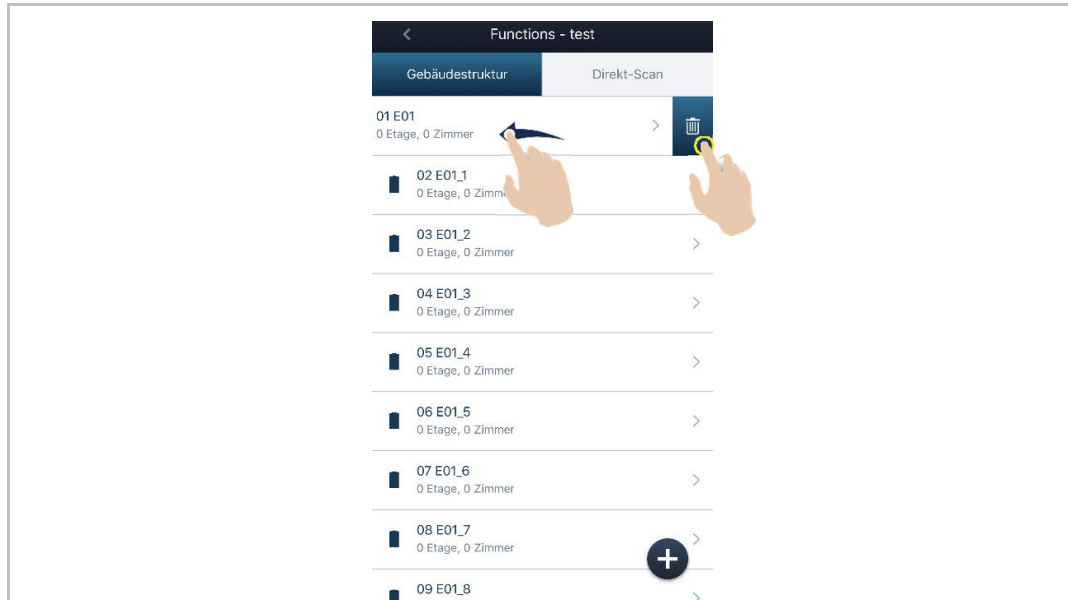 Functions - test
Gebäudestruktur Direkt-Scan
01 E01
0 Etage, 0 Zimmer
02 E01_1
0 Etage, 0
03 E01_2
0 Etage, 0 Zimmer
04 E01_3
0 Etage, 0 Zimmer
05 E01_4
0 Etage, 0 Zimmer
06 E01_5
0 Etage, 0 Zimmer
07 E01_6
0 Etage, 0 Zimmer
08 E01_7
0 Etage, 0 Zimmer
09 E01_8